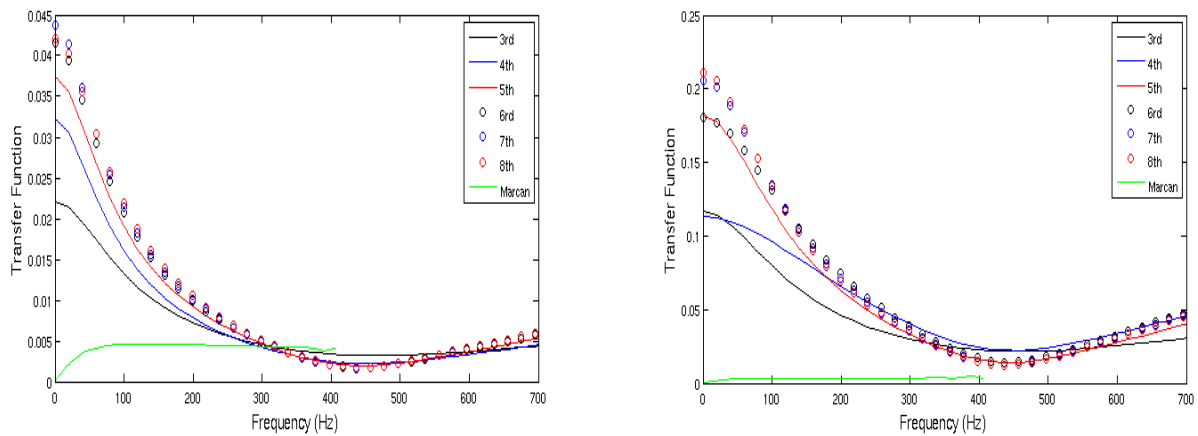 0.045
0.04
0.035
0.03
0.025
0.02
0.015
0.01
0.005
0
Transfer Function
0 100 200 300 400 500 600 700
Frequency (Hz)
3rd
4th
5th
6rd
7th
8th
Marcan
0.25
0.2
0.15
0.1
0.05
0
Transfer Function
0 100 200 300 400 500 600 700
Frequency (Hz)
3rd
4th
5th
6rd
7th
8th
Marcan